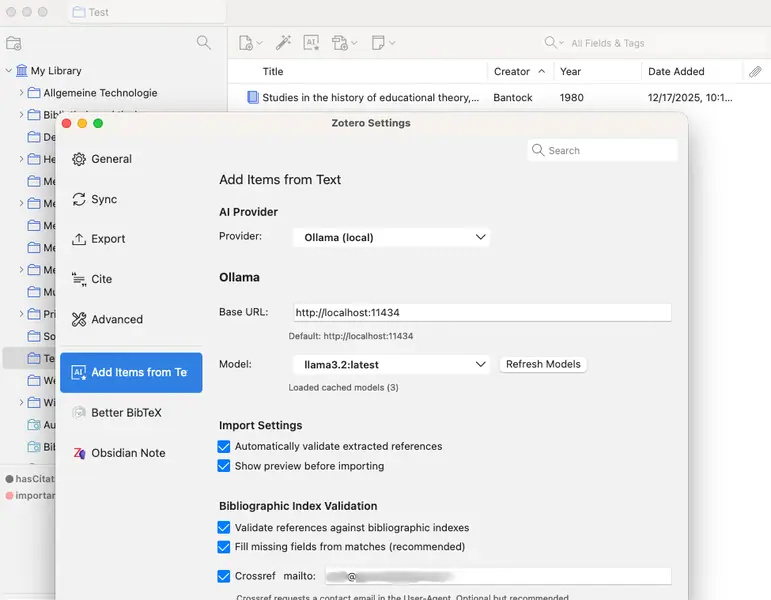 Test
All Fields & Tags
My Library
Title Creator Year Date Added
Allgemeine Technologie
Studies in the history of educational theory,... Bantock 1980 12/17/2025, 10:1...
Zotero Settings
Search
General
Sync
Export
Cite
Advanced
Add Items from Te
Better BibTeX
Obsidian Note
Add Items from Text
AI Provider
Provider: Ollama (local)
Ollama
Base URL: http://localhost:11434
Default: http://localhost:11434
Model: llama3.2:latest Refresh Models
Loaded cached models (3)
Import Settings
Automatically validate extracted references
Show preview before importing
Bibliographic Index Validation
Validate references against bibliographic indexes
Fill missing fields from matches (recommended)
Crossref mailto: @
Crossref requests a contact email in the User-Agent. Optional but recommended.
hasCitat
importan